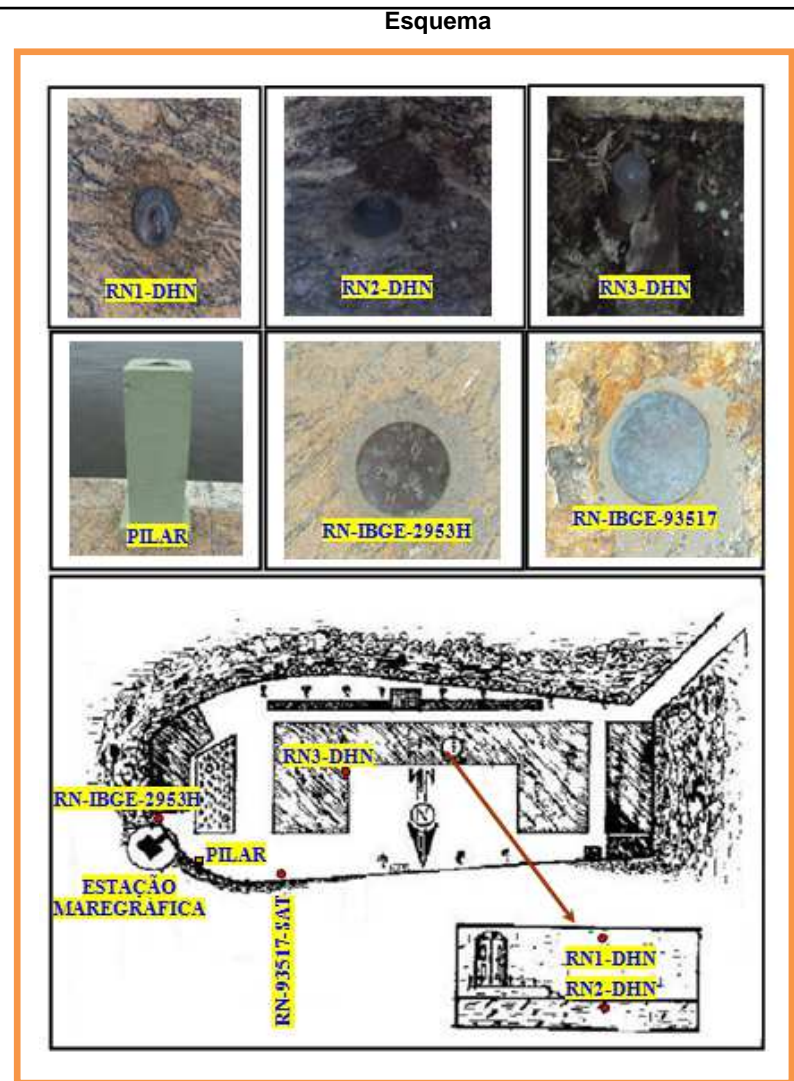 Esquema
RN1-DHN
RN2-DHN
RN3-DHN
PILAR
RN-IBGE-2953H
RN-IBGE-93517
RN3-DHN
RN-IBGE-2953H
N
PILAR
ESTAÇÃO
MAREGRÁFICA
RN-93517-SAT
RN1-DHN
RN2-DHN